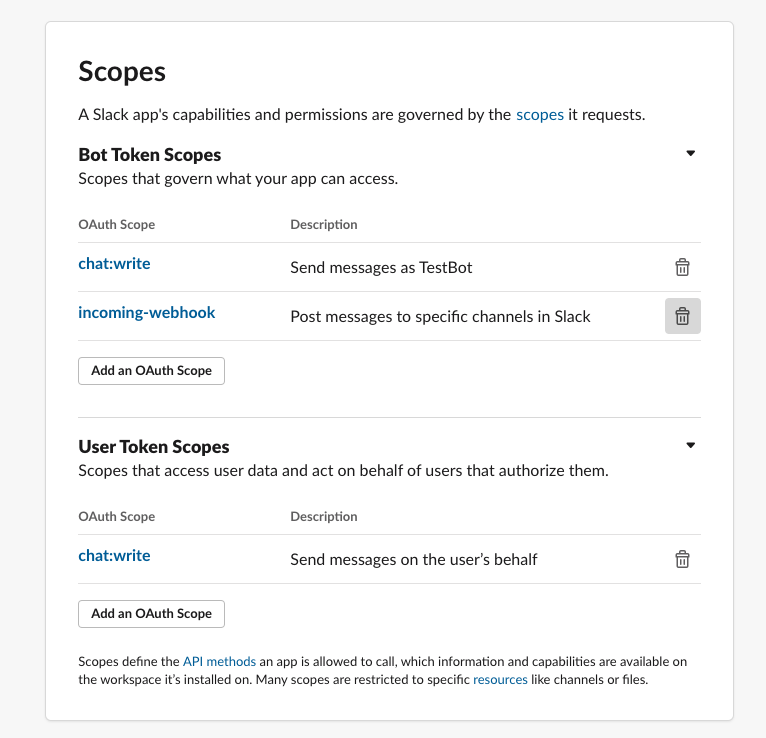 Scopes
A Slack app's capabilities and permissions are governed by the scopes it requests.
Bot Token Scopes
Scopes that govern what your app can access.
OAuth Scope Description
chat:write Send messages as TestBot
incoming-webhook Post messages to specific channels in Slack
Add an OAuth Scope
User Token Scopes
Scopes that access user data and act on behalf of users that authorize them.
OAuth Scope Description
chat:write Send messages on the user’s behalf
Add an OAuth Scope
Scopes define the API methods an app is allowed to call, which information and capabilities are available on
the workspace it’s installed on. Many scopes are restricted to specific resources like channels or files.